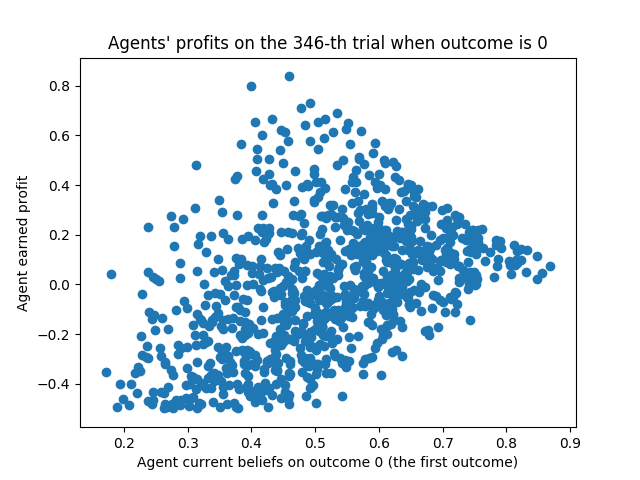 Agents' profits on the 346-th trial when outcome is 0
0.8
0.6
0.4
0.2
0.0
−0.2
−0.4
Agent earned profit
0.2 0.3 0.4 0.5 0.6 0.7 0.8 0.9
Agent current beliefs on outcome 0 (the first outcome)